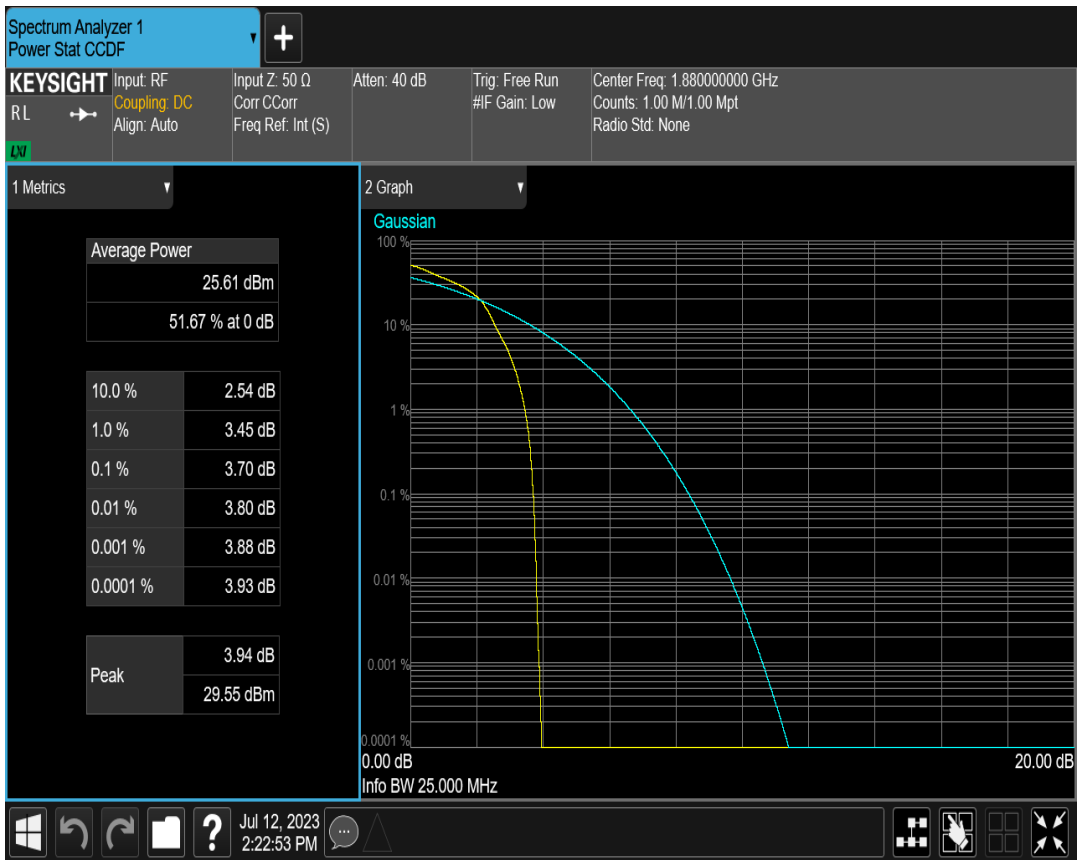 Spectrum Analyzer 1
Power Stat CCDF
KEYSIGHT
RL
LXI
Input: RF
Coupling: DC
Align: Auto
Input Z: 50 Ω
Corr CCorr
Freq Ref: Int (S)
Atten: 40 dB
Trig: Free Run
#IF Gain: Low
Center Freq: 1.880000000 GHz
Counts: 1.00 M/1.00 Mpt
Radio Std: None
1 Metrics
Average Power
25.61 dBm
51.67 % at 0 dB
10.0 % 2.54 dB
1.0 % 3.45 dB
0.1 % 3.70 dB
0.01 % 3.80 dB
0.001 % 3.88 dB
0.0001 % 3.93 dB
Peak
3.94 dB
29.55 dBm
2 Graph
Gaussian
100 %
10 %
1 %
0.1 %
0.01 %
0.001 %
0.0001 %
0.00 dB 20.00 dB
Info BW 25.000 MHz
?
Jul 12, 2023
2:22:53 PM